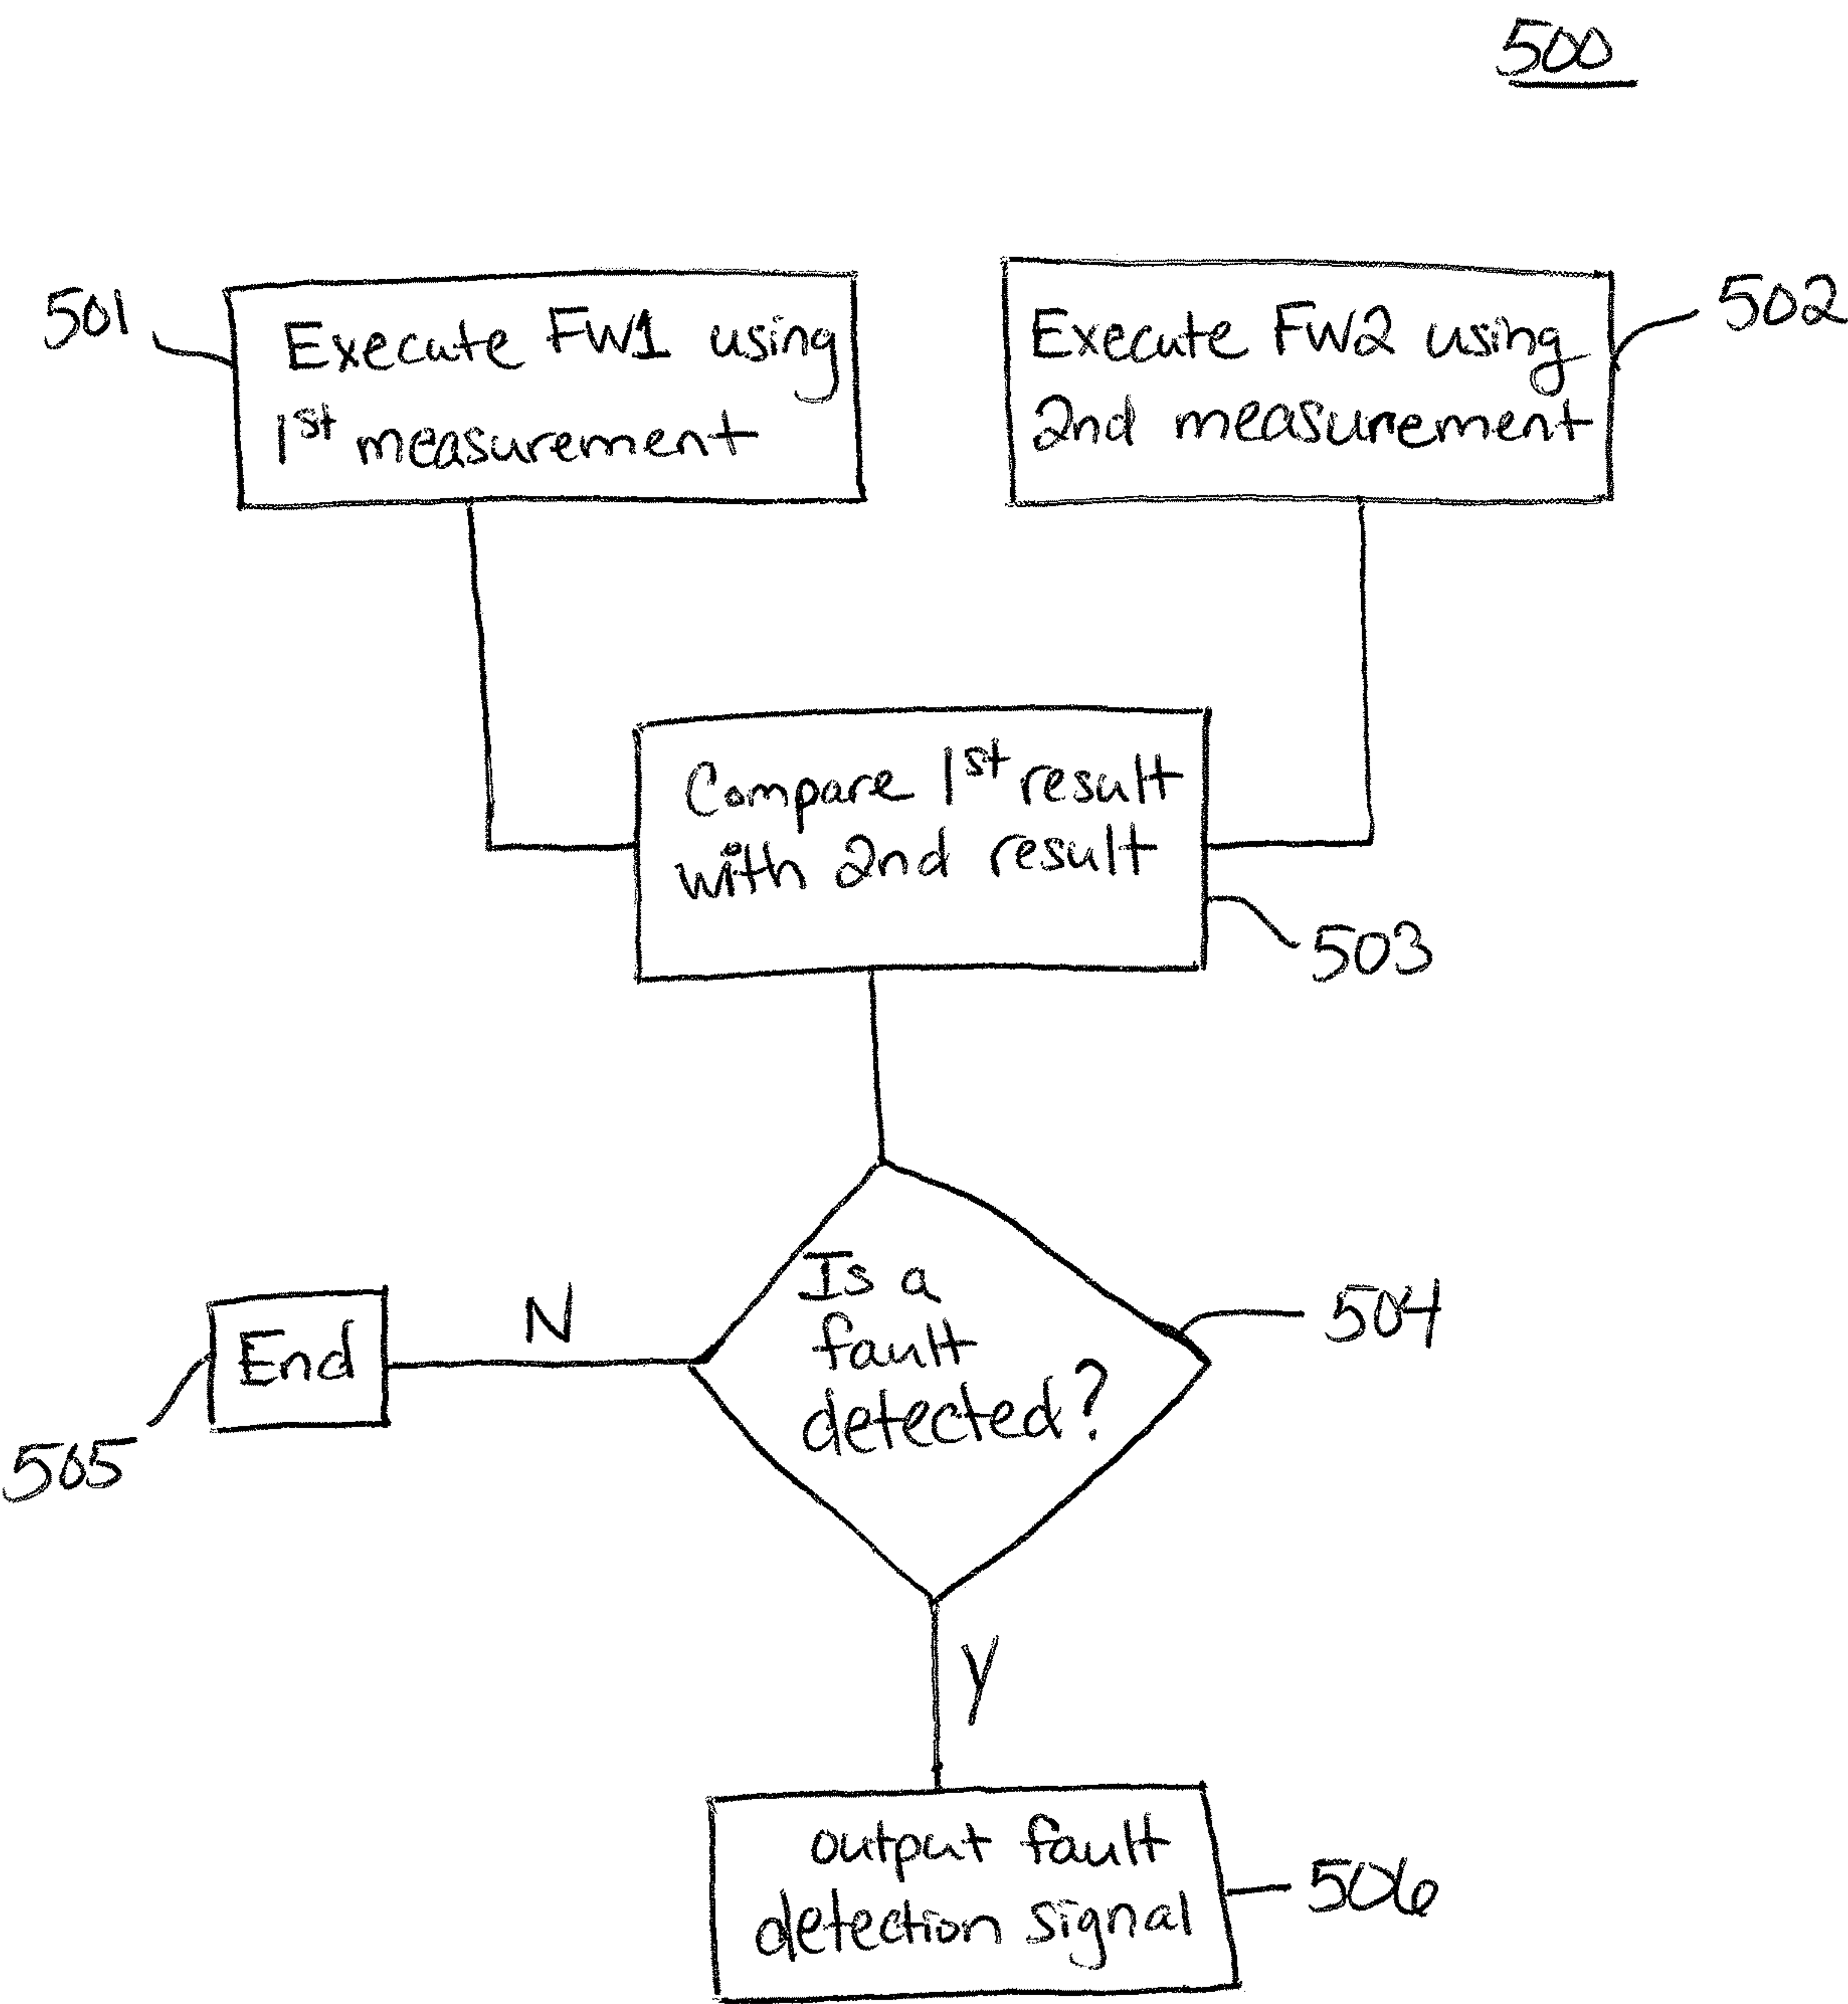 500
501
Execute FW1 using
1st measurement
Execute FW2 using
2nd measurement
502
Compare 1st result
with 2nd result
503
Is a
fault
detected?
504
N
End
505
Y
output fault
detection signal
506